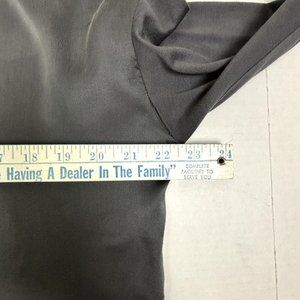 17 18 19 20 21 22 23 24
Having A Dealer In The Family"
COMPLETE
FACILITIES TO
SERVE YOU